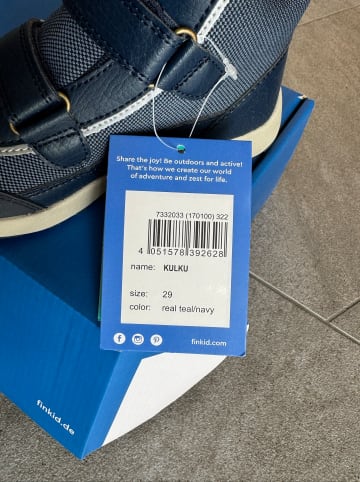 Share the joy! Be outdoors and active!
That's how we create our world
of adventure and zest for life.
7332033 (170100) 322
4 051578 392628
name: KULKU
size: 29
color: real teal/navy
finkid.com
finkid.de